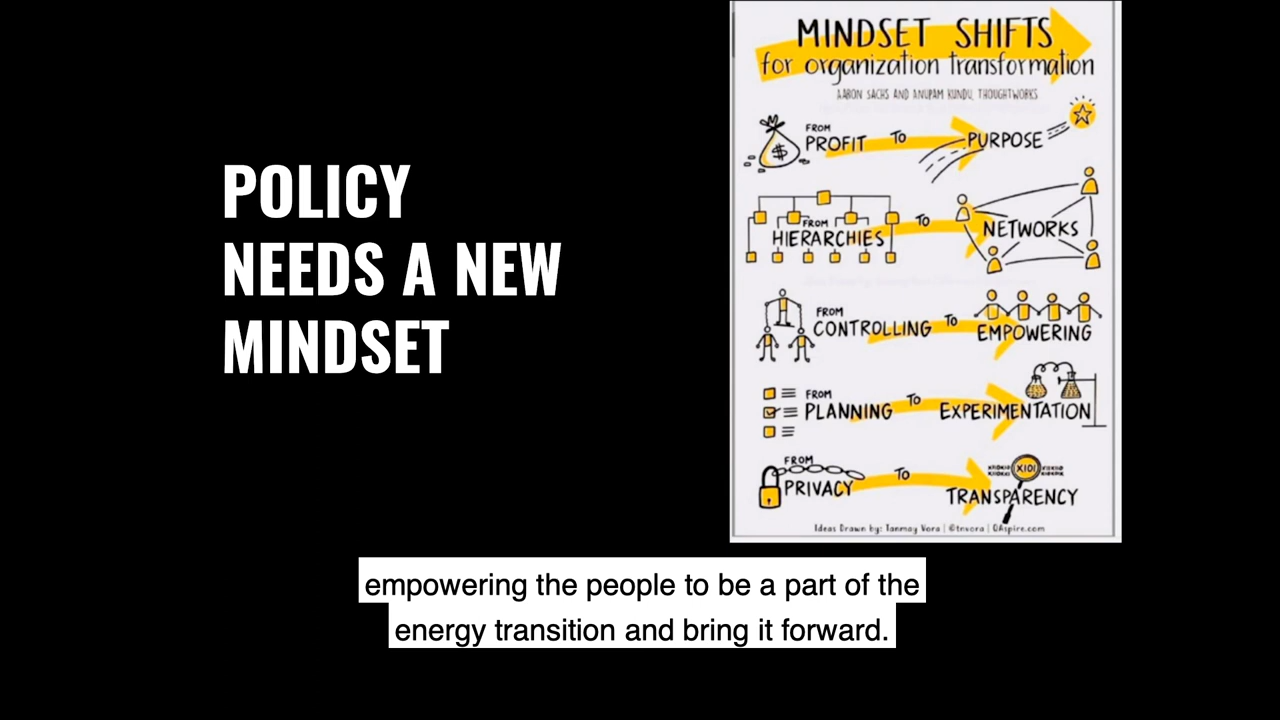 POLICY
NEEDS A NEW
MINDSET
MINDSET SHIFTS
for organization transformation
AARON SACHS AND ANUPAM KUNDU, THOUGHTWORKS
FROM
PROFIT TO PURPOSE
FROM
HIERARCHIES TO NETWORKS
FROM
CONTROLLING TO EMPOWERING
FROM
PLANNING TO EXPERIMENTATION
FROM
PRIVACY TO TRANSPARENCY
X101
Ideas Drawn by: Tanmay Vora | @tnvora | QAspire.com
empowering the people to be a part of the
energy transition and bring it forward.